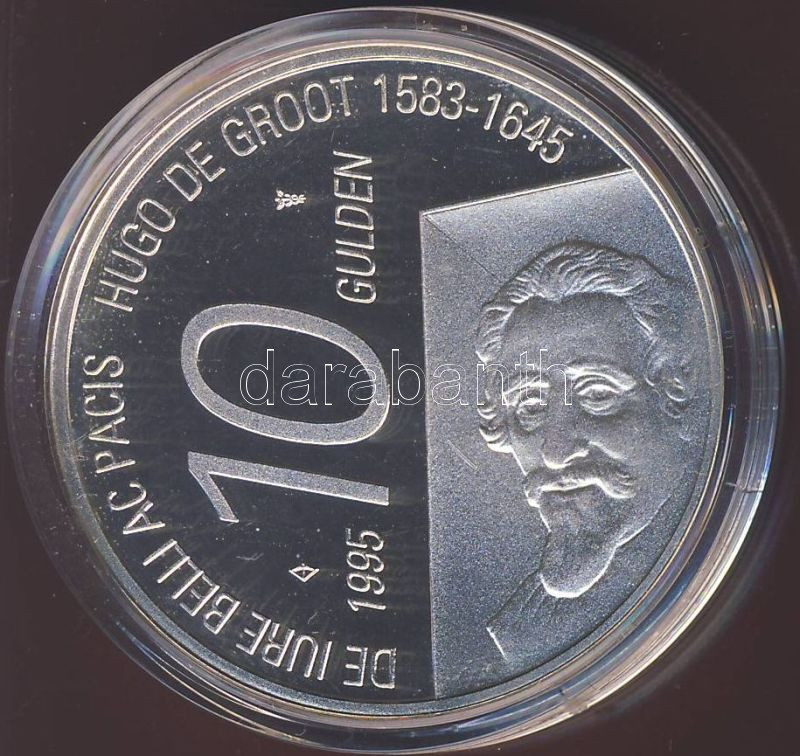 DE IURE BELLI AC PACIS HUGO DE GROOT 1583-1645
10
1995 GULDEN
darabanth